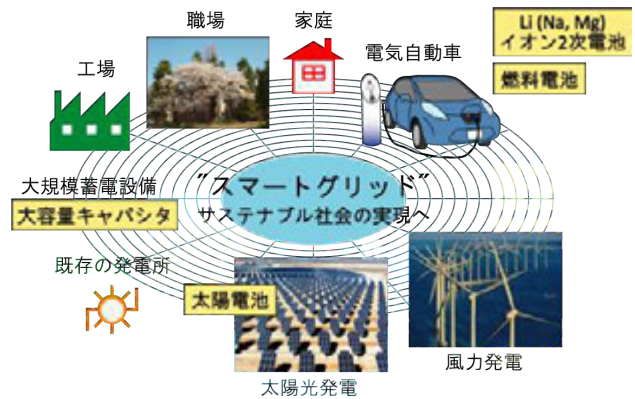 職場
家庭
電気自動車
Li (Na, Mg)
イオン2次電池
燃料電池
工場
大規模蓄電設備
大容量キャパシタ
"スマートグリッド"
サステナブル社会の実現へ
既存の発電所
太陽電池
太陽光発電
風力発電